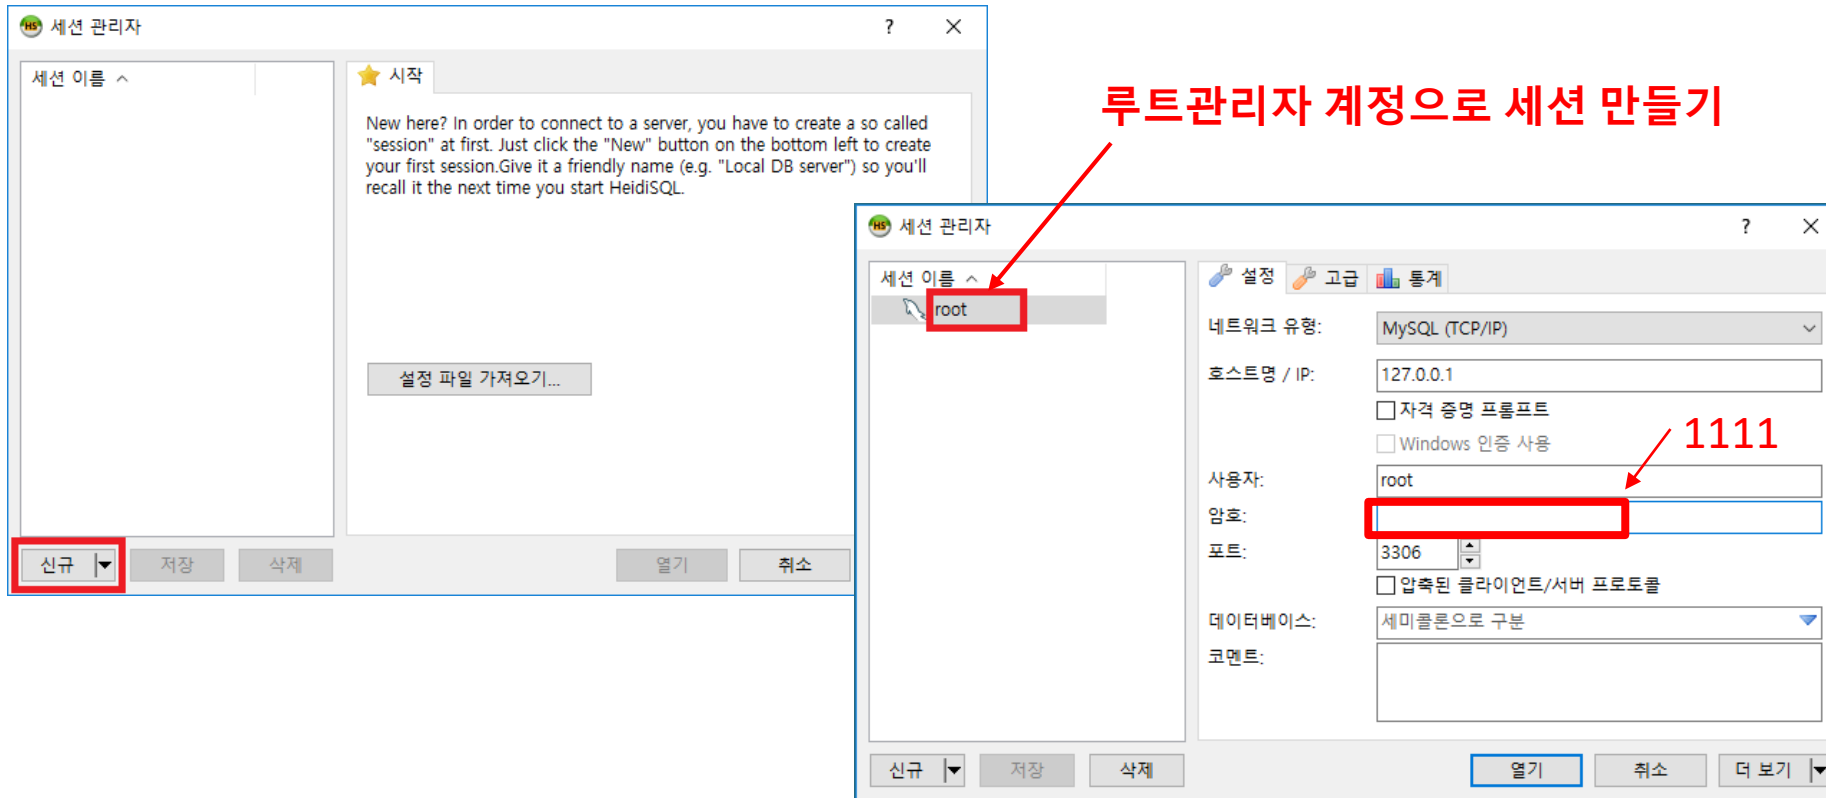 세션 관리자
세션 이름
시작
New here? In order to connect to a server, you have to create a so called
"session" at first. Just click the "New" button on the bottom left to create
your first session.Give it a friendly name (e.g. "Local DB server") so you'll
recall it the next time you start HeidiSQL.
설정 파일 가져오기...
신규 저장 삭제 열기 취소
루트관리자 계정으로 세션 만들기
세션 관리자
세션 이름
root
설정 고급 통계
네트워크 유형: MySQL (TCP/IP)
호스트명 / IP: 127.0.0.1
자격 증명 프롬프트
Windows 인증 사용
1111
사용자: root
암호:
포트: 3306
압축된 클라이언트/서버 프로토콜
데이터베이스: 세미콜론으로 구분
코멘트:
신규 저장 삭제 열기 취소 더 보기